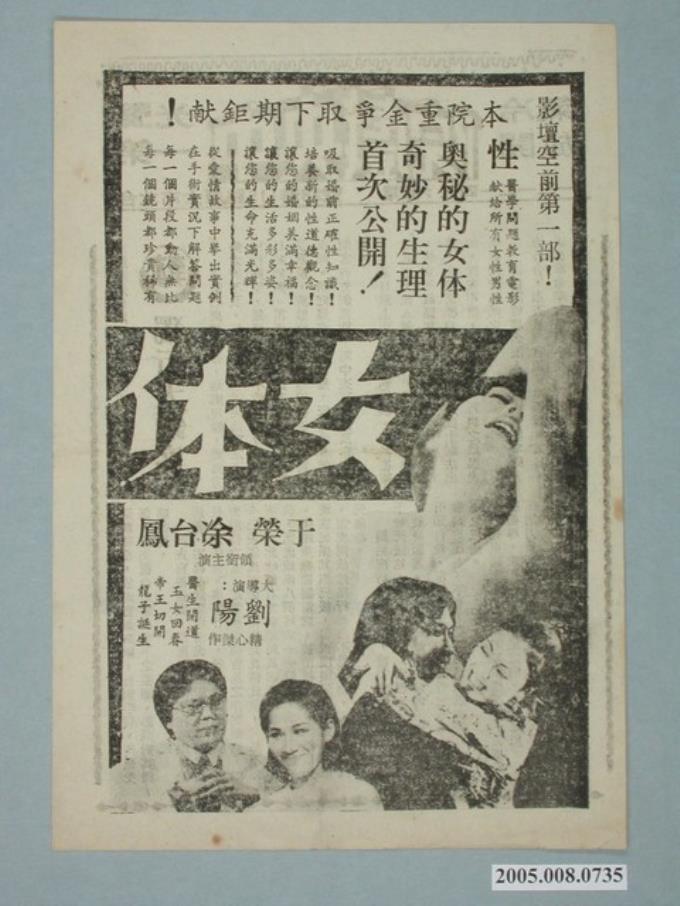 影壇空前第一部！
本院重金爭取下期鉅献！
性
醫學問題教育電影
献給所有女性男性
奧秘的女体
奇妙的生理
首次公開！
吸取婚前正確性知識！
培養新的性道德觀念！
讓您的婚姻美滿幸福！
讓您的生活多彩多姿！
讓您的生命充滿光輝！
從愛情故事中舉出實例
在手術實況下解答問題
每一個片段都動人無比
每一個鏡頭都珍貴稀有
女体
于榮 凃台鳳
領銜主演
大導演：
劉陽
精心傑作
醫生開道
玉女回春
帝王切開
龍子誕生
2005.008.0735